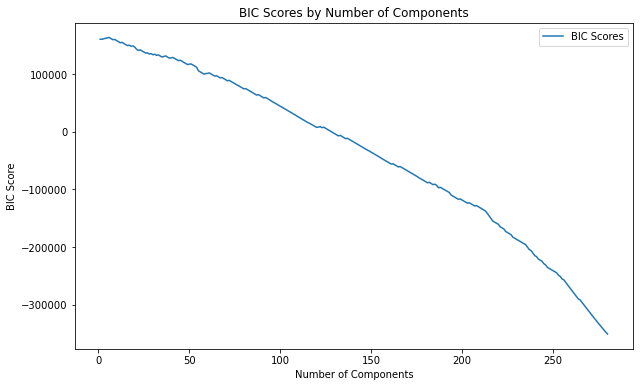 BIC Scores by Number of Components
BIC Scores
100000
0
−100000
−200000
−300000
BIC Score
0 50 100 150 200 250
Number of Components